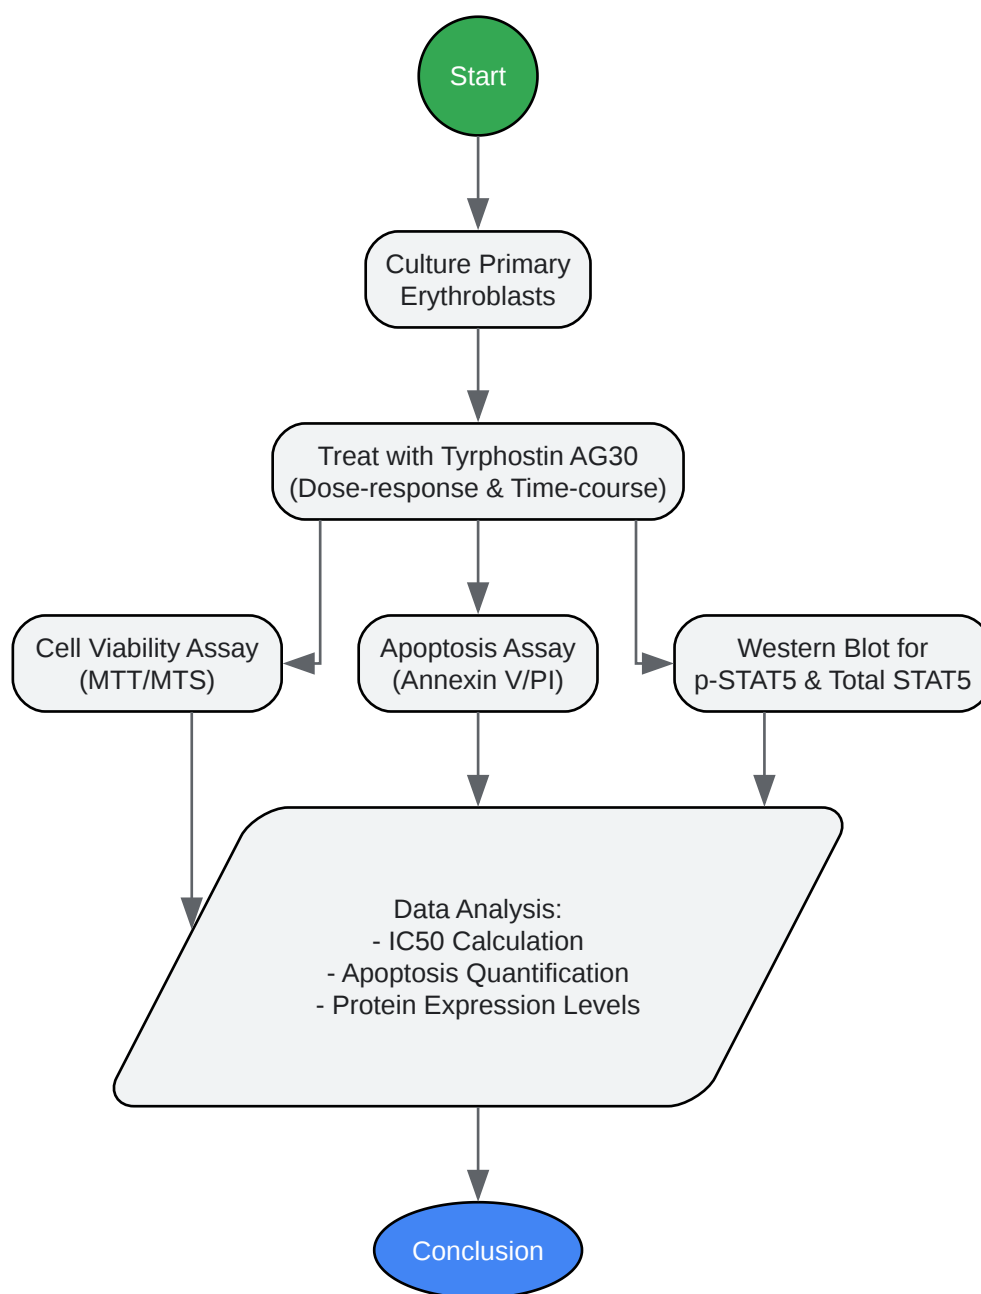 Start
Culture Primary
Erythroblasts
Treat with Tyrphostin AG30
(Dose-response & Time-course)
Cell Viability Assay
(MTT/MTS)
Apoptosis Assay
(Annexin V/PI)
Western Blot for
p-STAT5 & Total STAT5
Data Analysis:
- IC50 Calculation
- Apoptosis Quantification
- Protein Expression Levels
Conclusion